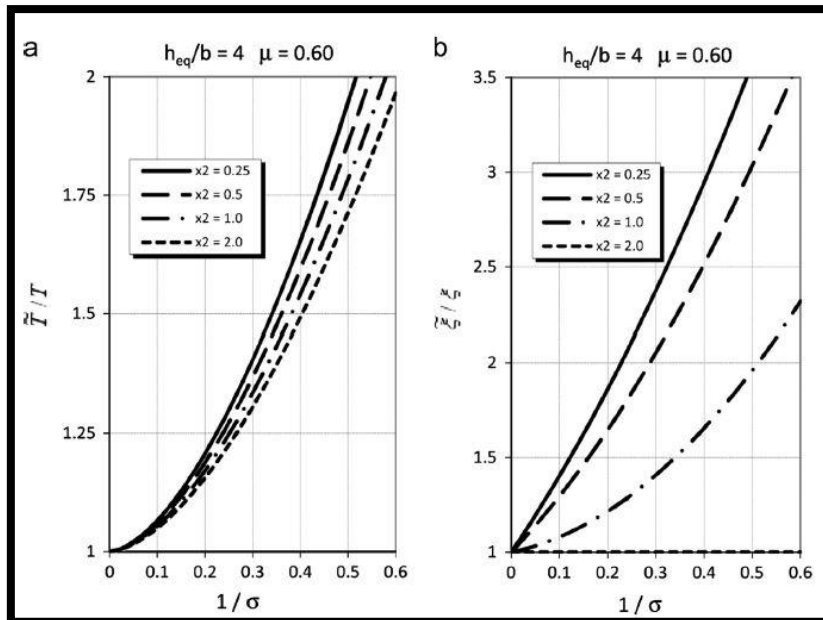 a
h_eq/b = 4 μ = 0.60
2
1.75
1.5
1.25
1
T̃ / T
x2 = 0.25
x2 = 0.5
x2 = 1.0
x2 = 2.0
0 0.1 0.2 0.3 0.4 0.5 0.6
1 / σ
b
h_eq/b = 4 μ = 0.60
3.5
3
2.5
2
1.5
1
ξ̃ / ξ
x2 = 0.25
x2 = 0.5
x2 = 1.0
x2 = 2.0
0 0.1 0.2 0.3 0.4 0.5 0.6
1 / σ